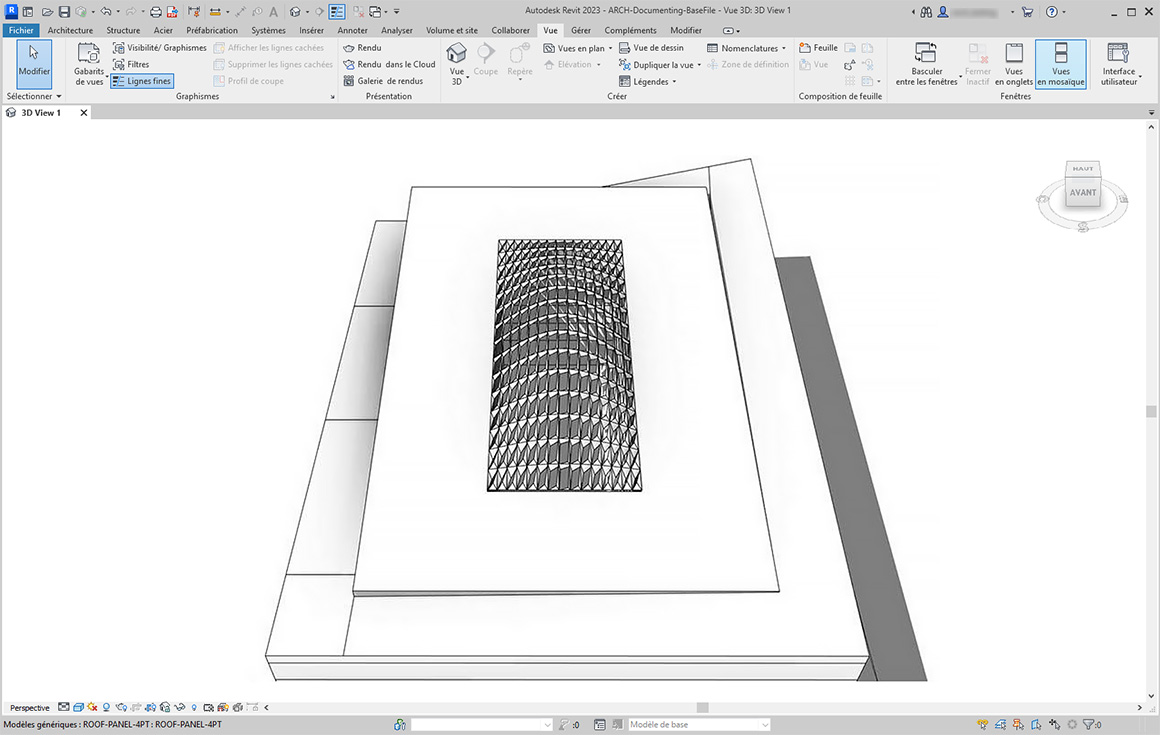 Autodesk Revit 2023 - ARCH-Documenting-BaseFile - Vue 3D: 3D View 1
Fichier Architecture Structure Acier Préfabrication Systèmes Insérer Annoter Analyser Volume et site Collaborer Vue Gérer Compléments Modifier
Modifier
Sélectionner
Gabarits
de vues
Visibilité/ Graphismes
Filtres
Lignes fines
Afficher les lignes cachées
Supprimer les lignes cachées
Profil de coupe
Graphismes
Rendu
Rendu dans le Cloud
Galerie de rendus
Présentation
Vue
3D
Coupe
Repère
Vues en plan
Élévation
Vue de dessin
Dupliquer la vue
Légendes
Nomenclatures
Zone de définition
Créer
Feuille
Vue
Composition de feuille
Basculer
entre les fenêtres
Fermer
Inactif
Vues
en onglets
Vues
en mosaïque
Fenêtres
Interface
utilisateur
3D View 1
HAUT
AVANT
Perspective
Modèles génériques : ROOF-PANEL-4PT : ROOF-PANEL-4PT
:0
Modèle de base
:0